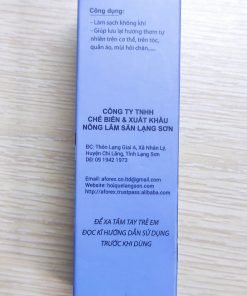 Công dụng:
- Làm sạch không khí
- Giúp lưu lại hương thơm tự
nhiên trên cơ thể, trên tóc,
quần áo, mùi hôi chân,....
CÔNG TY TNHH
CHẾ BIẾN & XUẤT KHẨU
NÔNG LÂM SẢN LẠNG SƠN
ĐC: Thôn Lạng Giai A, Xã Nhân Lý,
Huyện Chi Lăng, Tỉnh Lạng Sơn
Dđ: 09 1942 1973
Email: aforex.co.ltd@gmail.com
Website: hoiquelangson.com
http://aforex.trustpass.alibaba.com
ĐỂ XA TẦM TAY TRẺ EM
ĐỌC KĨ HƯỚNG DẪN SỬ DỤNG
TRƯỚC KHI DÙNG